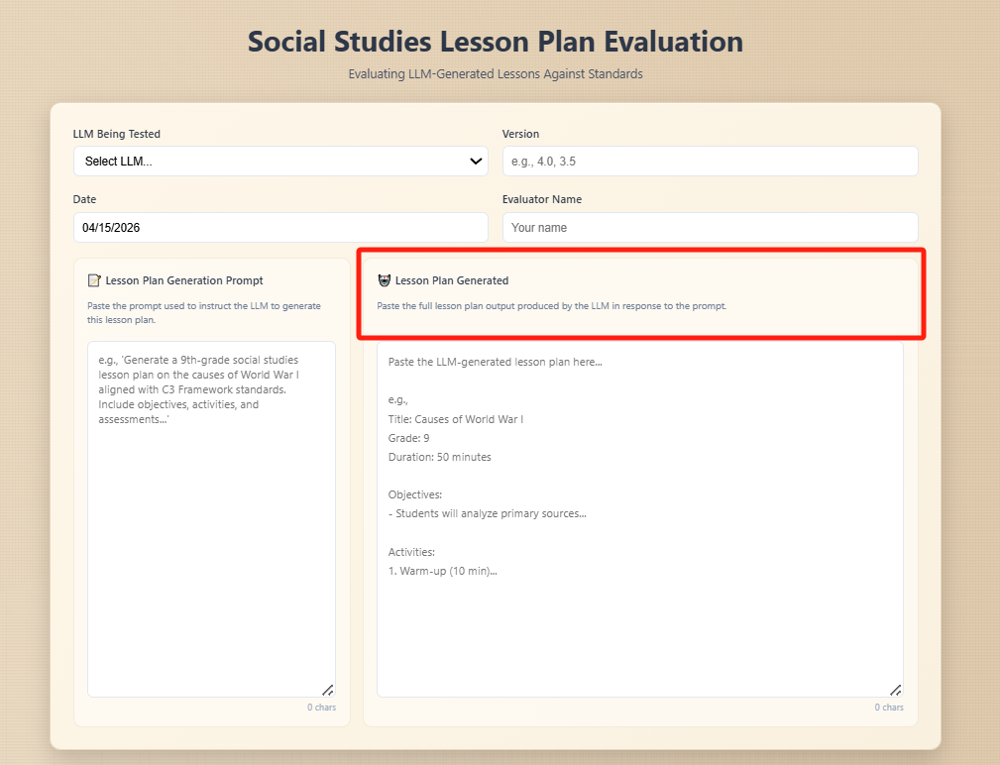 Social Studies Lesson Plan Evaluation
Evaluating LLM-Generated Lessons Against Standards
LLM Being Tested
Select LLM...
Version
e.g., 4.0, 3.5
Date
04/15/2026
Evaluator Name
Your name
Lesson Plan Generation Prompt
Paste the prompt used to instruct the LLM to generate
this lesson plan.
e.g., 'Generate a 9th-grade social studies
lesson plan on the causes of World War I
aligned with C3 Framework standards.
Include objectives, activities, and
assessments...'
0 chars
Lesson Plan Generated
Paste the full lesson plan output produced by the LLM in response to the prompt.
Paste the LLM-generated lesson plan here...
e.g.,
Title: Causes of World War I
Grade: 9
Duration: 50 minutes
Objectives:
- Students will analyze primary sources...
Activities:
1. Warm-up (10 min)...
0 chars